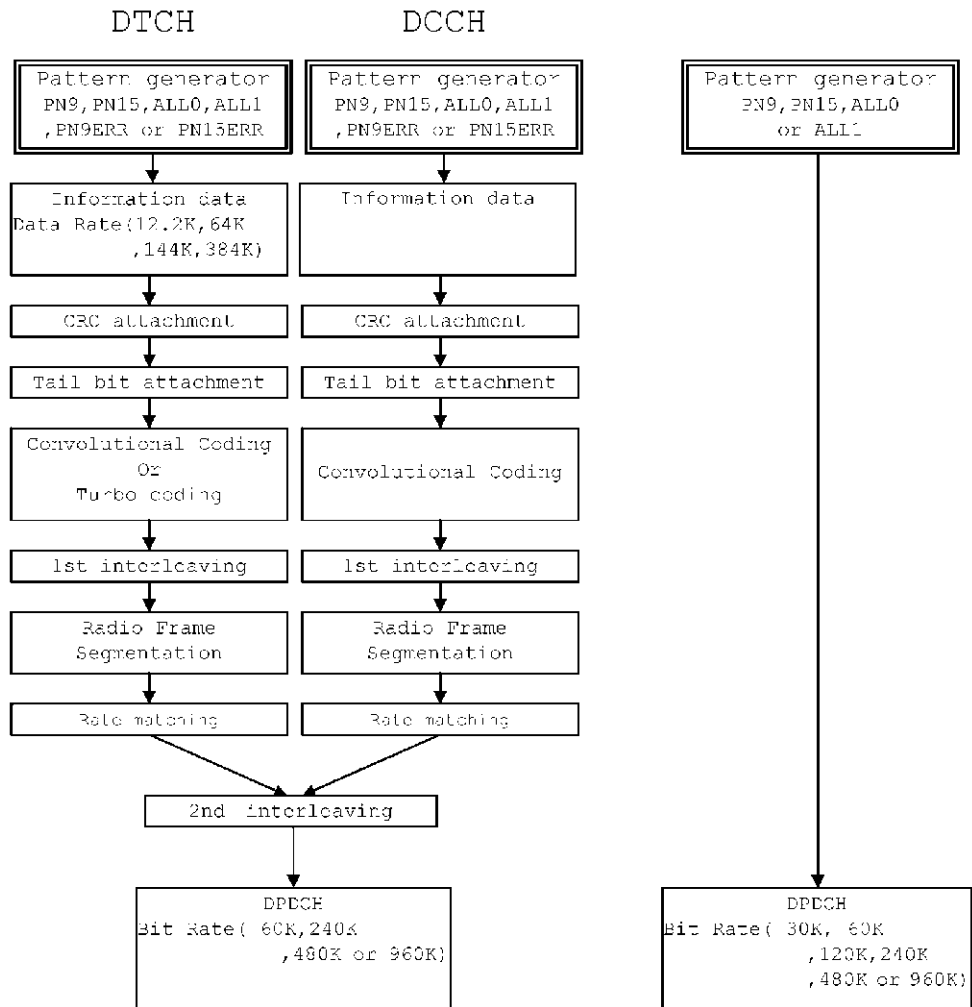 DTCH
DCCH
Pattern generator
PN9,PN15,ALL0,ALL1
,PN9ERR or PN15ERR
Pattern generator
PN9,PN15,ALL0,ALL1
,PN9ERR or PN15ERR
Pattern generator
PN9,PN15,ALL0
or ALL1
Information data
Data Rate(12.2K,64K
,144K,384K)
Information data
CRC attachment
CRC attachment
Tail bit attachment
Tail bit attachment
Convolutional Coding
Or
Turbo coding
Convolutional Coding
1st interleaving
1st interleaving
Radio Frame
Segmentation
Radio Frame
Segmentation
Rate matching
Rate matching
2nd interleaving
DPDCH
Bit Rate( 60K,240K
,480K or 960K)
DPDCH
Bit Rate( 30K, 60K
,120K,240K
,480K or 960K)